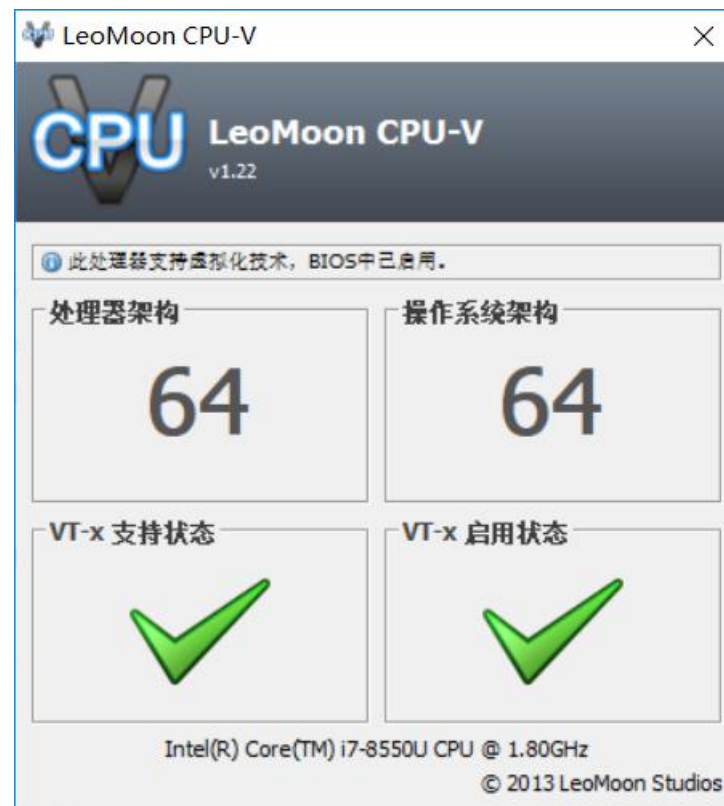 LeoMoon CPU-V
CPU
LeoMoon CPU-V
v1.22
此处理器支持虚拟化技术，BIOS中已启用。
处理器架构
操作系统架构
64
64
VT-x 支持状态
VT-x 启用状态
Intel(R) Core(TM) i7-8550U CPU @ 1.80GHz
© 2013 LeoMoon Studios